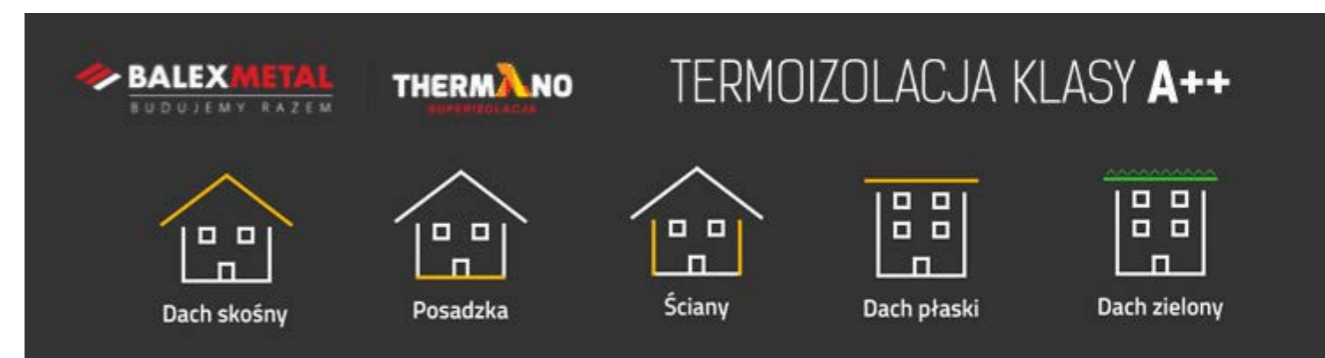 BALEXMETAL
BUDUJEMY RAZEM
THERMANO
SUPERIZOLACJA
TERMOIZOLACJA KLASY A++
Dach skośny
Posadzka
Ściany
Dach płaski
Dach zielony